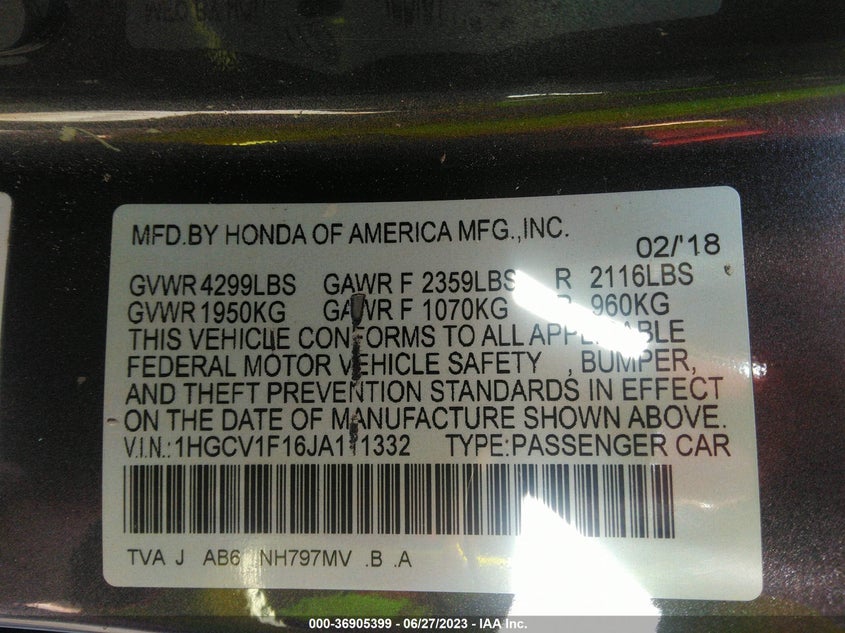 MFD.BY HONDA OF AMERICA MFG.,INC. 02/'18
GVWR 4299LBS GAWR F 2359LBS R 2116LBS
GVWR 1950KG GAWR F 1070KG R 960KG
THIS VEHICLE CONFORMS TO ALL APPLICABLE
FEDERAL MOTOR VEHICLE SAFETY , BUMPER,
AND THEFT PREVENTION STANDARDS IN EFFECT
ON THE DATE OF MANUFACTURE SHOWN ABOVE.
V.I.N.: 1HGCV1F16JA111332 TYPE:PASSENGER CAR
TVA J AB6 NH797MV .B .A
000-36905399 - 06/27/2023 - IAA Inc.